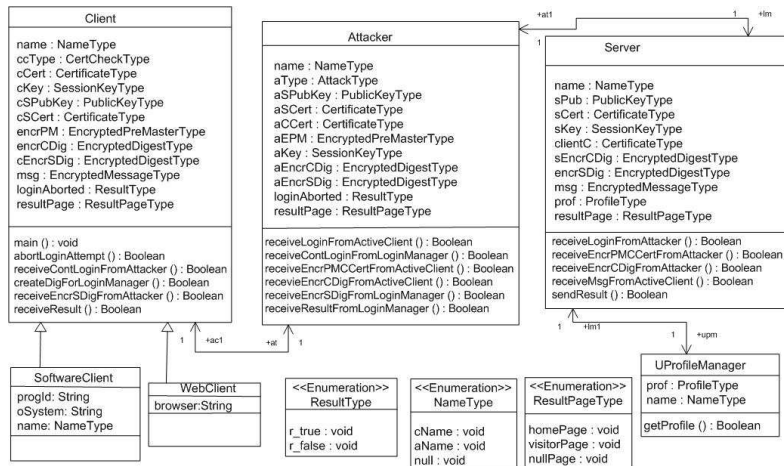 Client
name : NameType
ccType : CertCheckType
cCert : CertificateType
cKey : SessionKeyType
cSPubKey : PublicKeyType
cSCert : CertificateType
encrPM : EncryptedPreMasterType
encrCDig : EncryptedDigestType
cEncrSDig : EncryptedDigestType
msg : EncryptedMessageType
loginAborted : ResultType
resultPage : ResultPageType
main () : void
abortLoginAttempt () : Boolean
receiveContLoginFromAttacker () : Boolean
createDigForLoginManager () : Boolean
receiveEncrSDigFromAttacker () : Boolean
receiveResult () : Boolean
Attacker
name : NameType
aType : AttackType
aSPubKey : PublicKeyType
aSCert : CertificateType
aCCert : CertificateType
aEPM : EncryptedPreMasterType
aKey : SessionKeyType
aEncrCDig : EncryptedDigestType
aEncrSDig : EncryptedDigestType
loginAborted : ResultType
resultPage : ResultPageType
receiveLoginFromActiveClient () : Boolean
receiveContLoginFromLoginManager () : Boolean
receiveEncrPMCCertFromActiveClient () : Boolean
recevieEncrCDigFromActiveClient () : Boolean
receiveEncrSDigFromLoginManager () : Boolean
receiveResultFromLoginManager () : Boolean
+at1
1
1
+lm
Server
name : NameType
sPub : PublicKeyType
sCert : CertificateType
sKey : SessionKeyType
clientC : CertificateType
sEncrCDig : EncryptedDigestType
encrSDig : EncryptedDigestType
msg : EncryptedMessageType
prof : ProfileType
resultPage : ResultPageType
receiveLoginFromAttacker () : Boolean
receiveEncrPMCCertFromAttacker () : Boolean
receiveEncrCDigFromAttacker () : Boolean
receiveMsgFromActiveClient () : Boolean
sendResult () : Boolean
1
+ac1
+at
1
1
+lm1
1
+upm
SoftwareClient
progId: String
oSystem: String
name: NameType
WebClient
browser:String
<<Enumeration>>
ResultType
r_true : void
r_false : void
<<Enumeration>>
NameType
cName : void
aName : void
null : void
<<Enumeration>>
ResultPageType
homePage : void
visitorPage : void
nullPage : void
UProfileManager
prof : ProfileType
name : NameType
getProfile () : Boolean